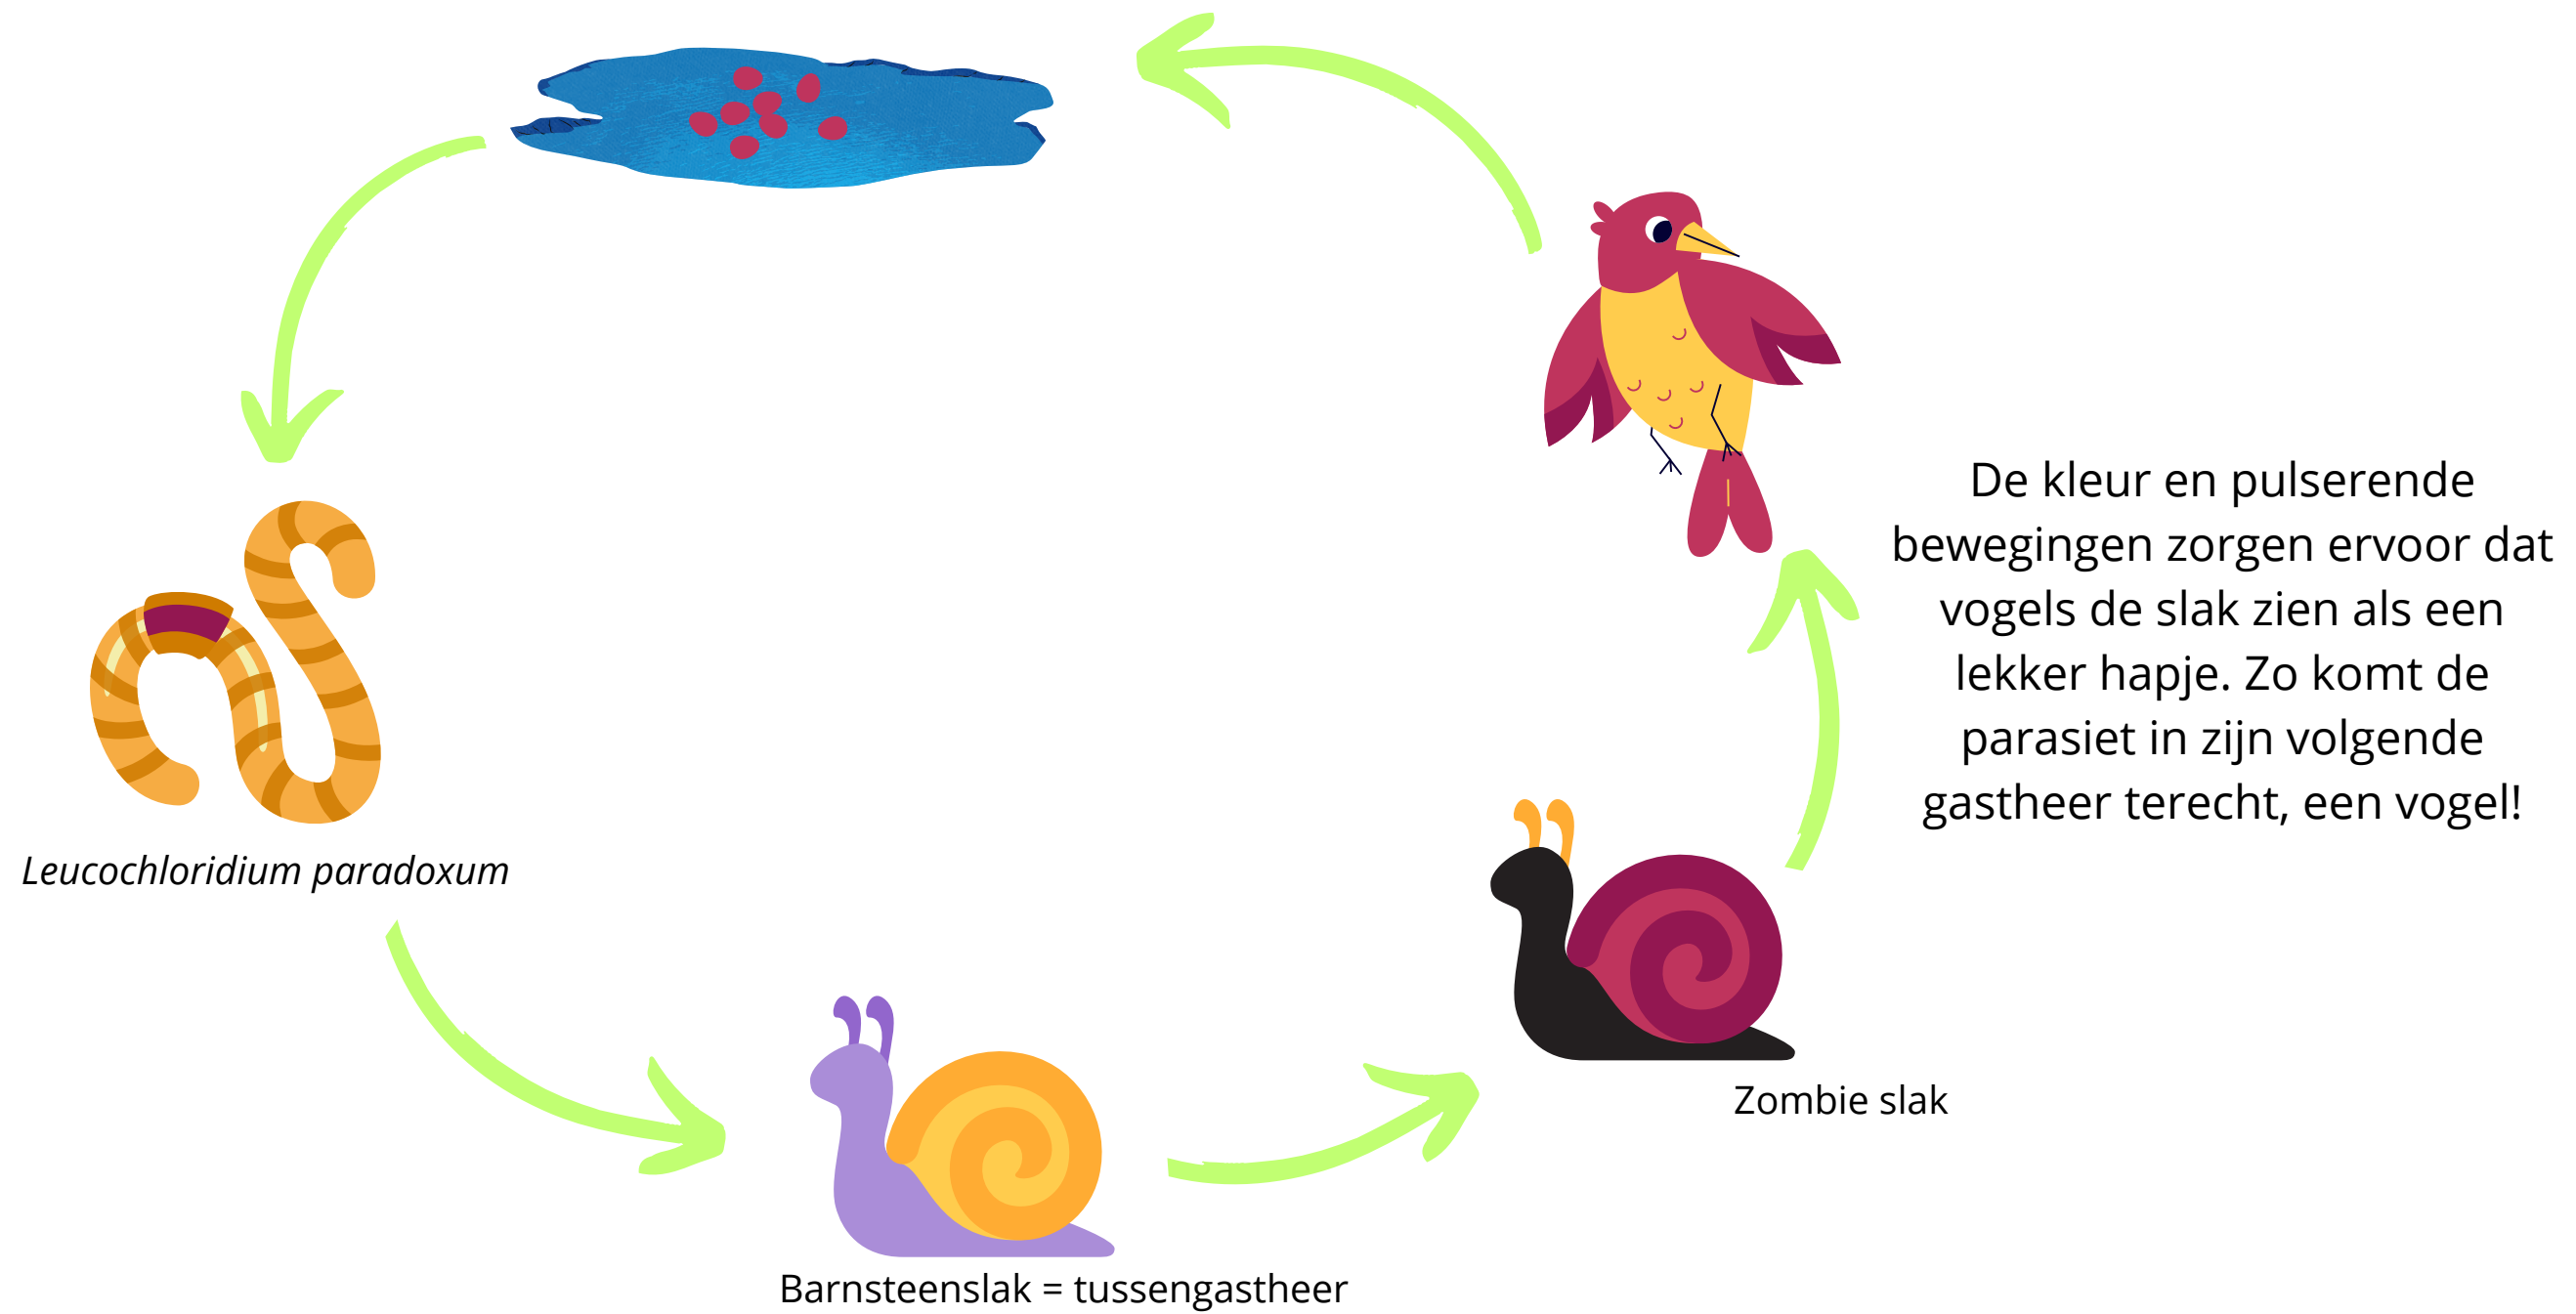 De kleur en pulserende
bewegingen zorgen ervoor dat
vogels de slak zien als een
lekker hapje. Zo komt de
parasiet in zijn volgende
gastheer terecht, een vogel!
Leucochloridium paradoxum
Zombie slak
Barnsteenslak = tussengastheer